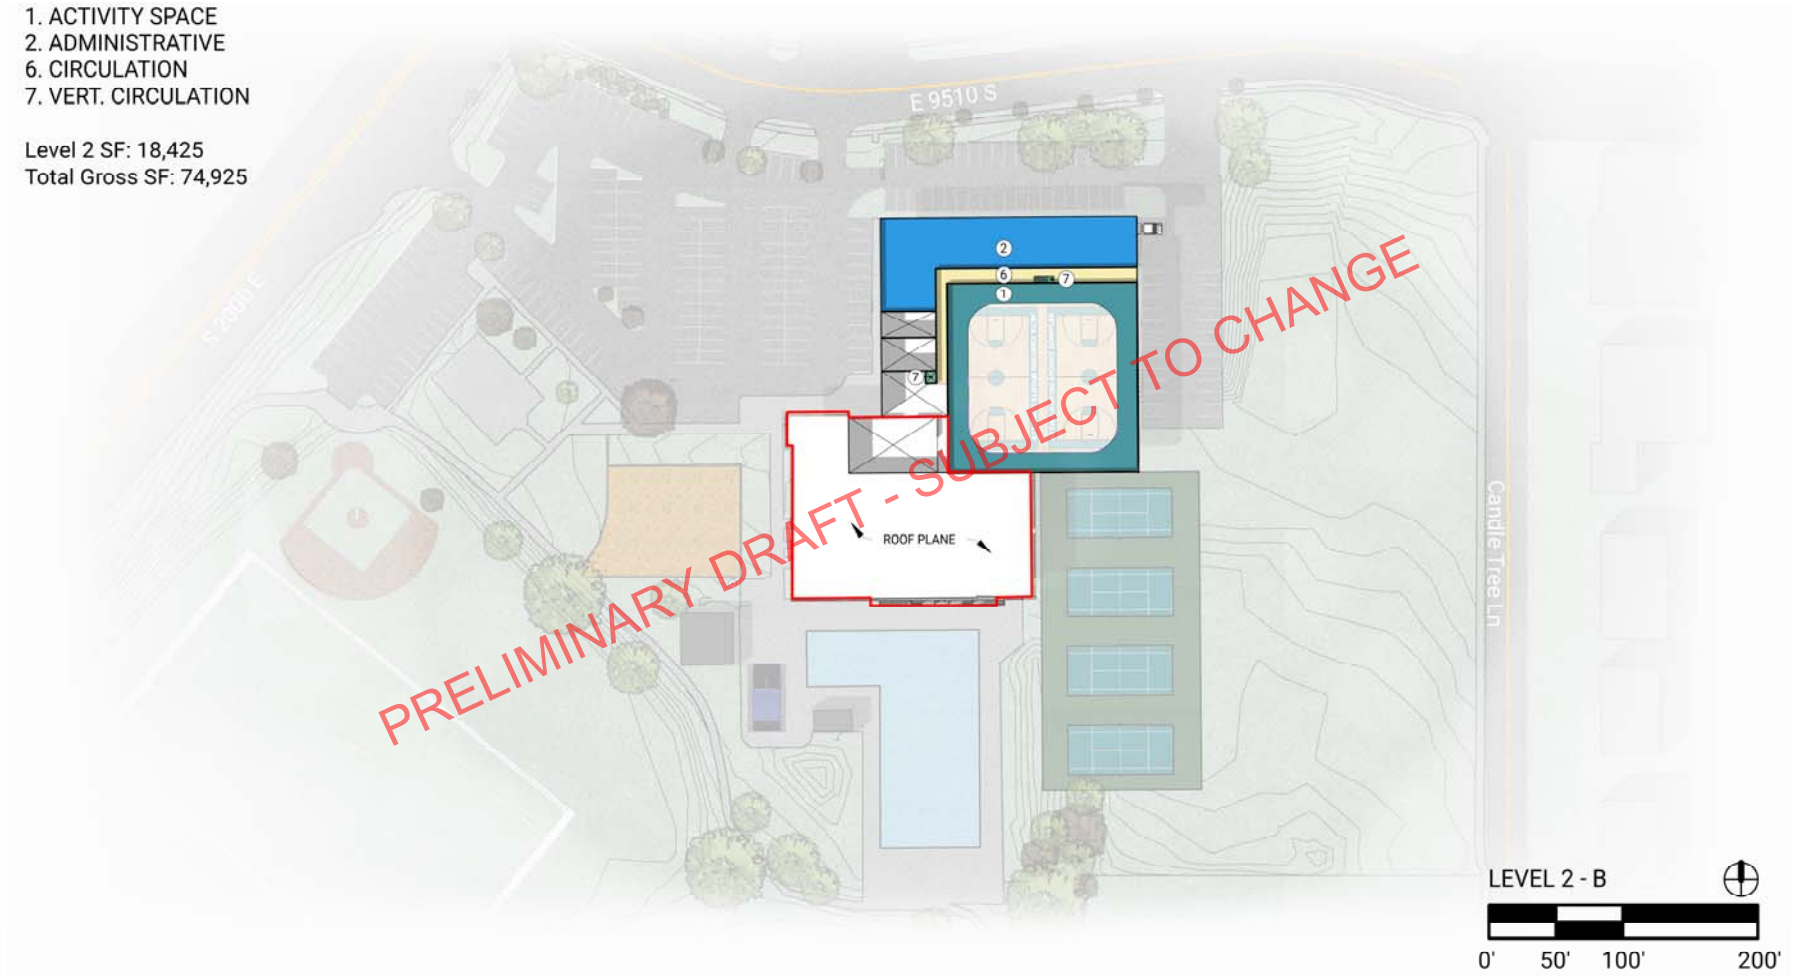 1. ACTIVITY SPACE
2. ADMINISTRATIVE
6. CIRCULATION
7. VERT. CIRCULATION
Level 2 SF: 18,425
Total Gross SF: 74,925
E 9510 S
S 2000 E
2
6
7
1
7
ROOF PLANE
PRELIMINARY DRAFT - SUBJECT TO CHANGE
Candle Tree Ln
LEVEL 2 - B
0' 50' 100' 200'